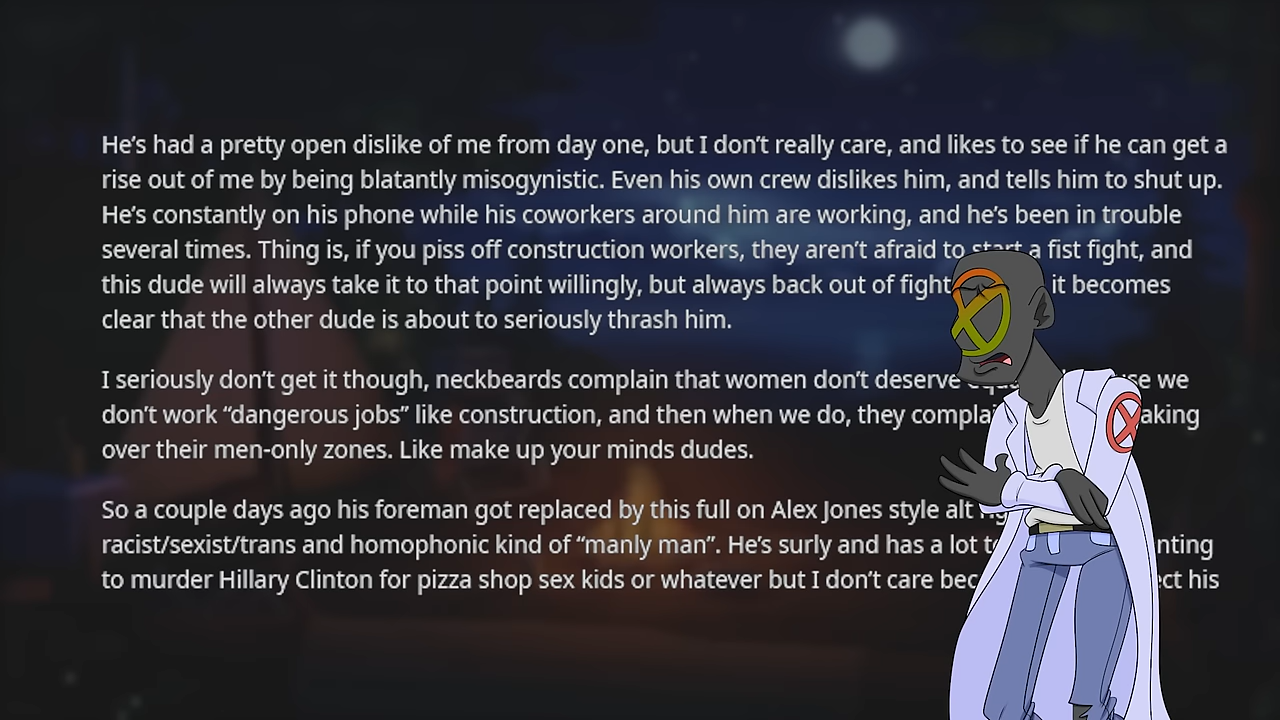 He’s had a pretty open dislike of me from day one, but I don’t really care, and likes to see if he can get a
rise out of me by being blatantly misogynistic. Even his own crew dislikes him, and tells him to shut up.
He’s constantly on his phone while his coworkers around him are working, and he’s been in trouble
several times. Thing is, if you piss off construction workers, they aren’t afraid to start a fist fight, and
this dude will always take it to that point willingly, but always back out of fight it becomes
clear that the other dude is about to seriously thrash him.
I seriously don’t get it though, neckbeards complain that women don’t deserve we
don’t work “dangerous jobs” like construction, and then when we do, they
over their men-only zones. Like make up your minds dudes.
So a couple days ago his foreman got replaced by this full on Alex Jones style alt
racist/sexist/trans and homophonic kind of “manly man”. He’s surly and has a lot
to murder Hillary Clinton for pizza shop sex kids or whatever but I don’t care his